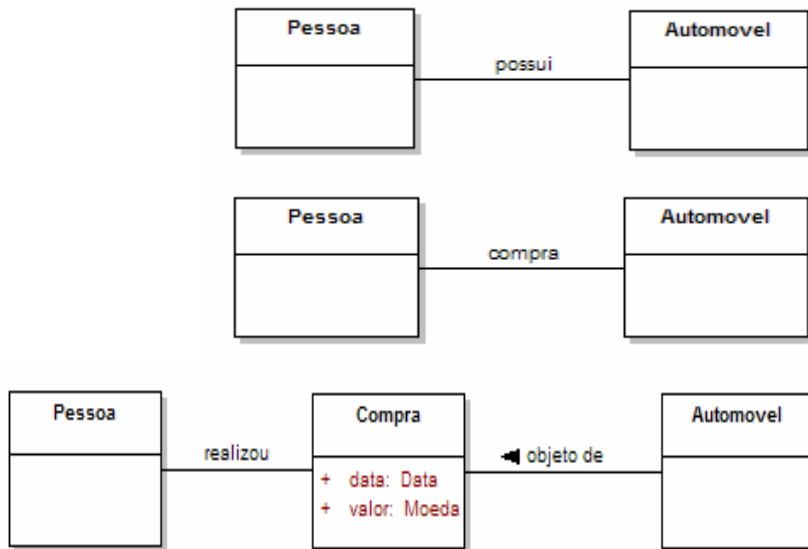 Pessoa
Automovel
possui
Pessoa
Automovel
compra
Pessoa
Compra
Automovel
realizou
objeto de
+ data: Data
+ valor: Moeda